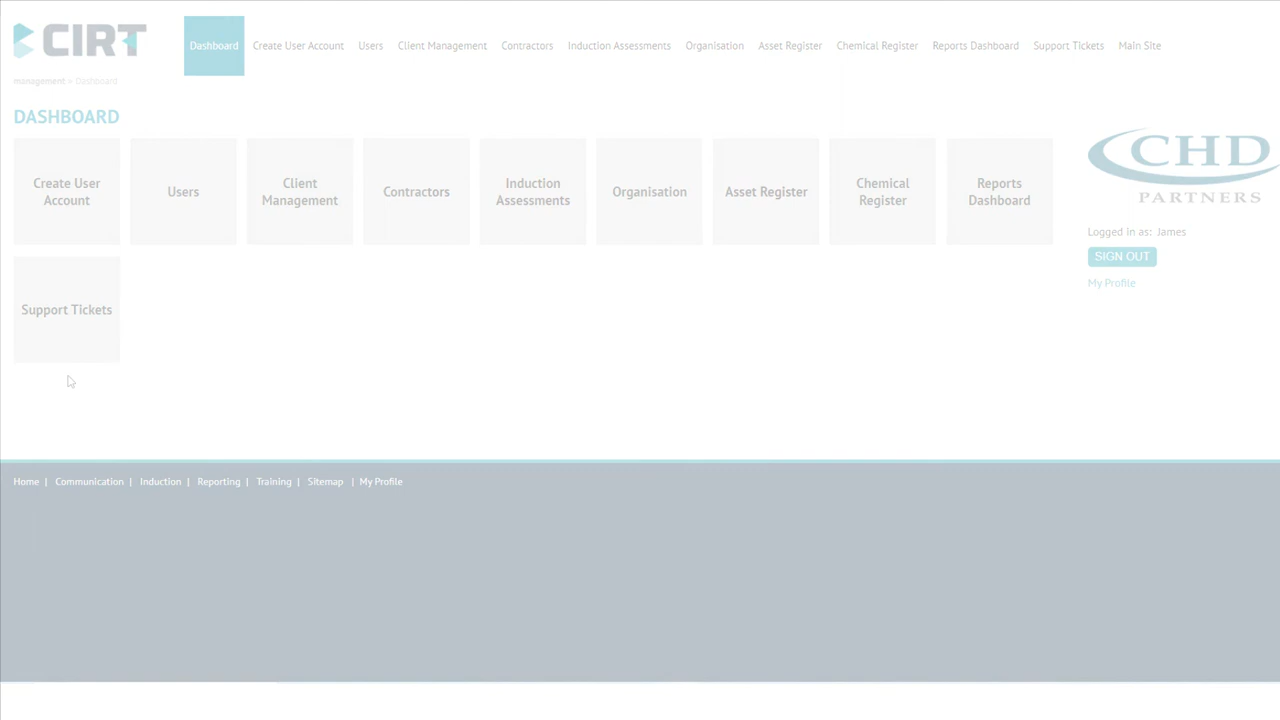 CIRT
Dashboard Create User Account Users Client Management Contractors Induction Assessments Organisation Asset Register Chemical Register Reports Dashboard Support Tickets Main Site
management > Dashboard
DASHBOARD
Create User
Account
Users
Client
Management
Contractors
Induction
Assessments
Organisation
Asset Register
Chemical
Register
Reports
Dashboard
Support Tickets
CHD
PARTNERS
Logged in as: James
SIGN OUT
My Profile
Home | Communication | Induction | Reporting | Training | Sitemap | My Profile